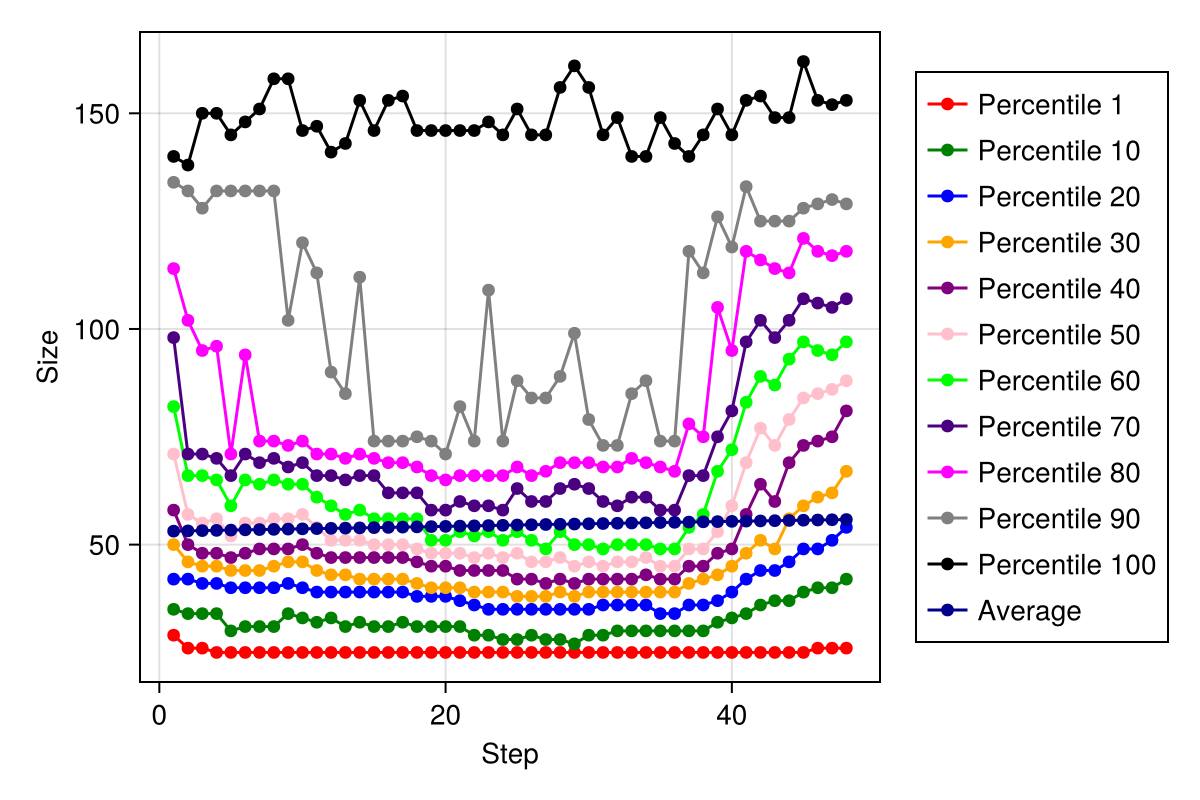 150
100
50
Size
0
20
40
Step
Percentile 1
Percentile 10
Percentile 20
Percentile 30
Percentile 40
Percentile 50
Percentile 60
Percentile 70
Percentile 80
Percentile 90
Percentile 100
Average